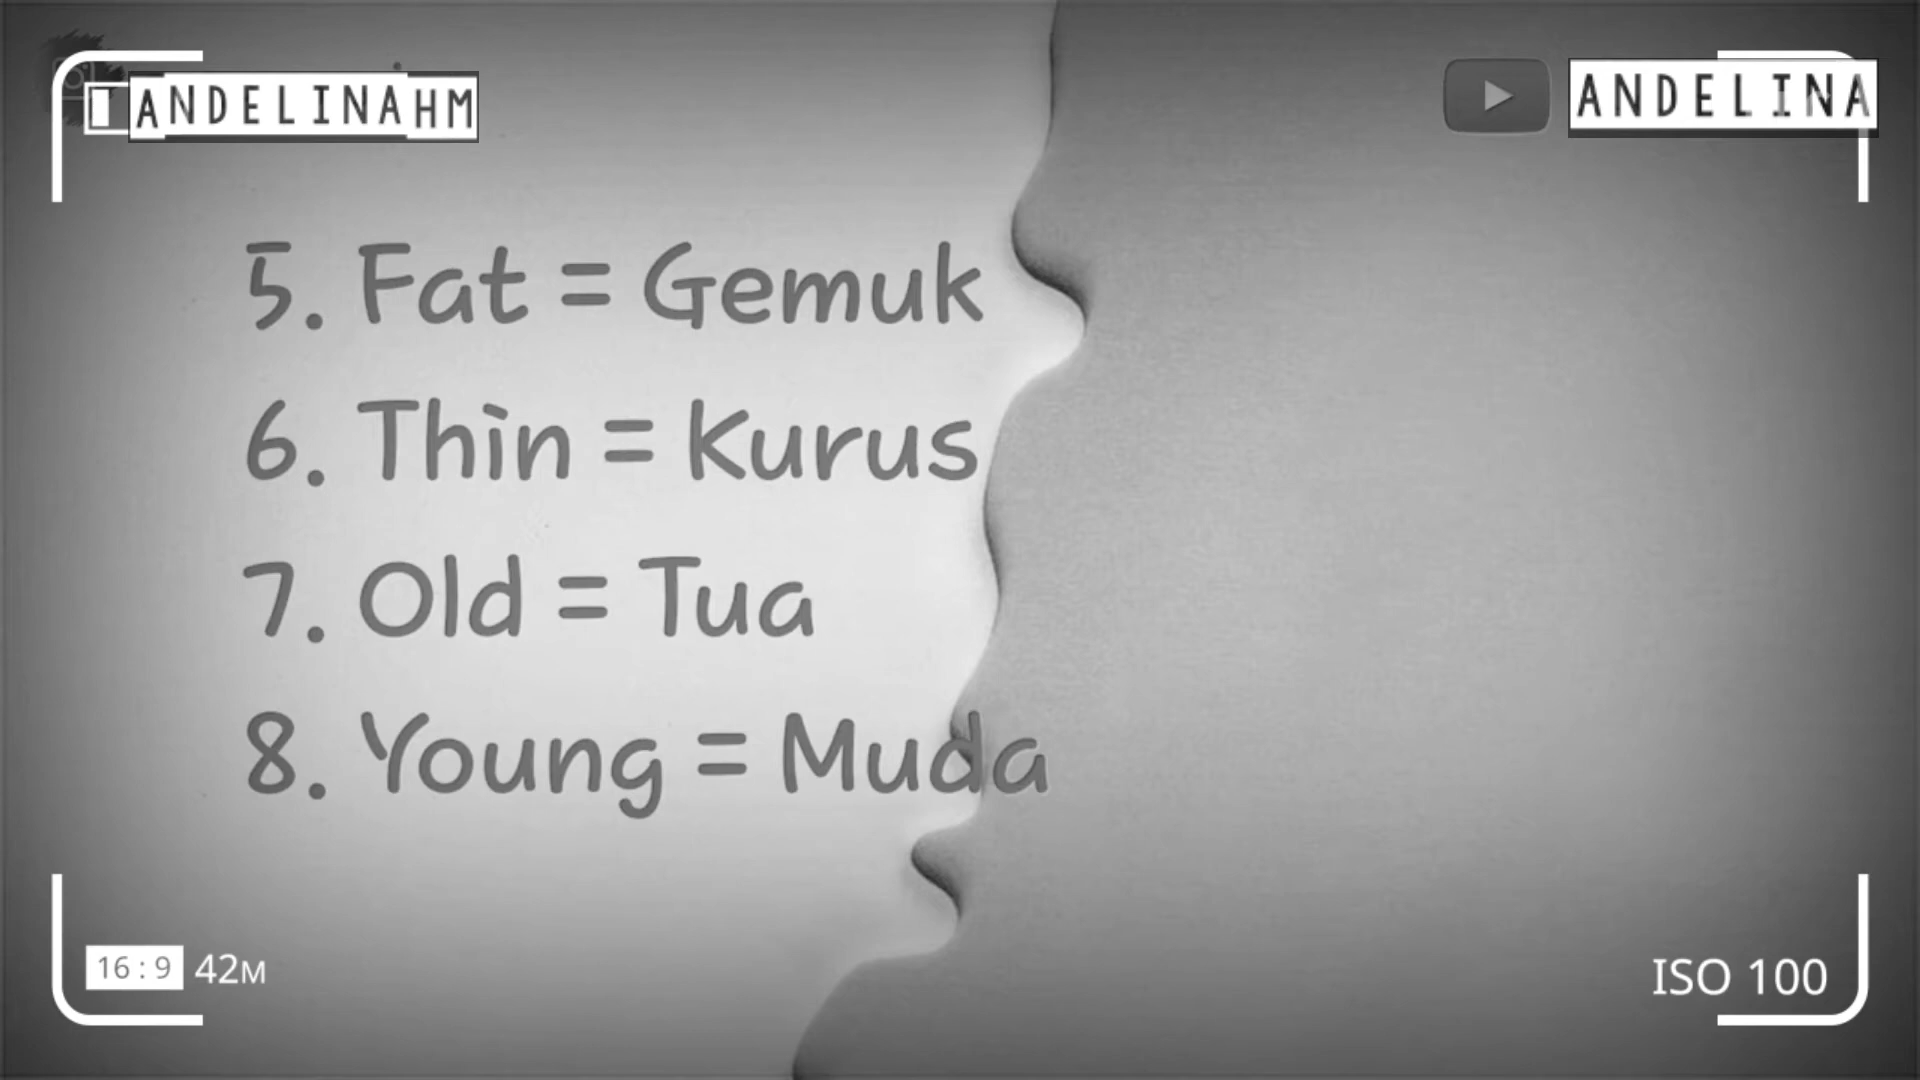 ANDELINAHM
ANDELINA
5. Fat = Gemuk
6. Thin = Kurus
7. Old = Tua
8. Young = Muda
16:9 42M
ISO 100